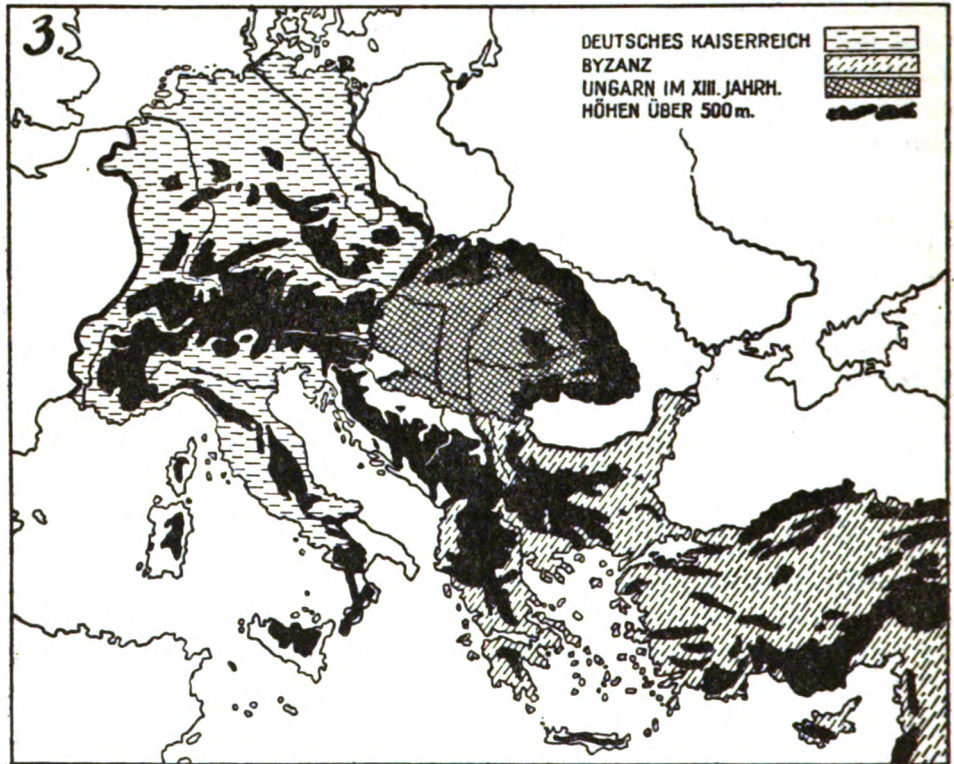 3.
DEUTSCHES KAISERREICH
BYZANZ
UNGARN IM XIII. JAHRH.
HÖHEN ÜBER 500 m.